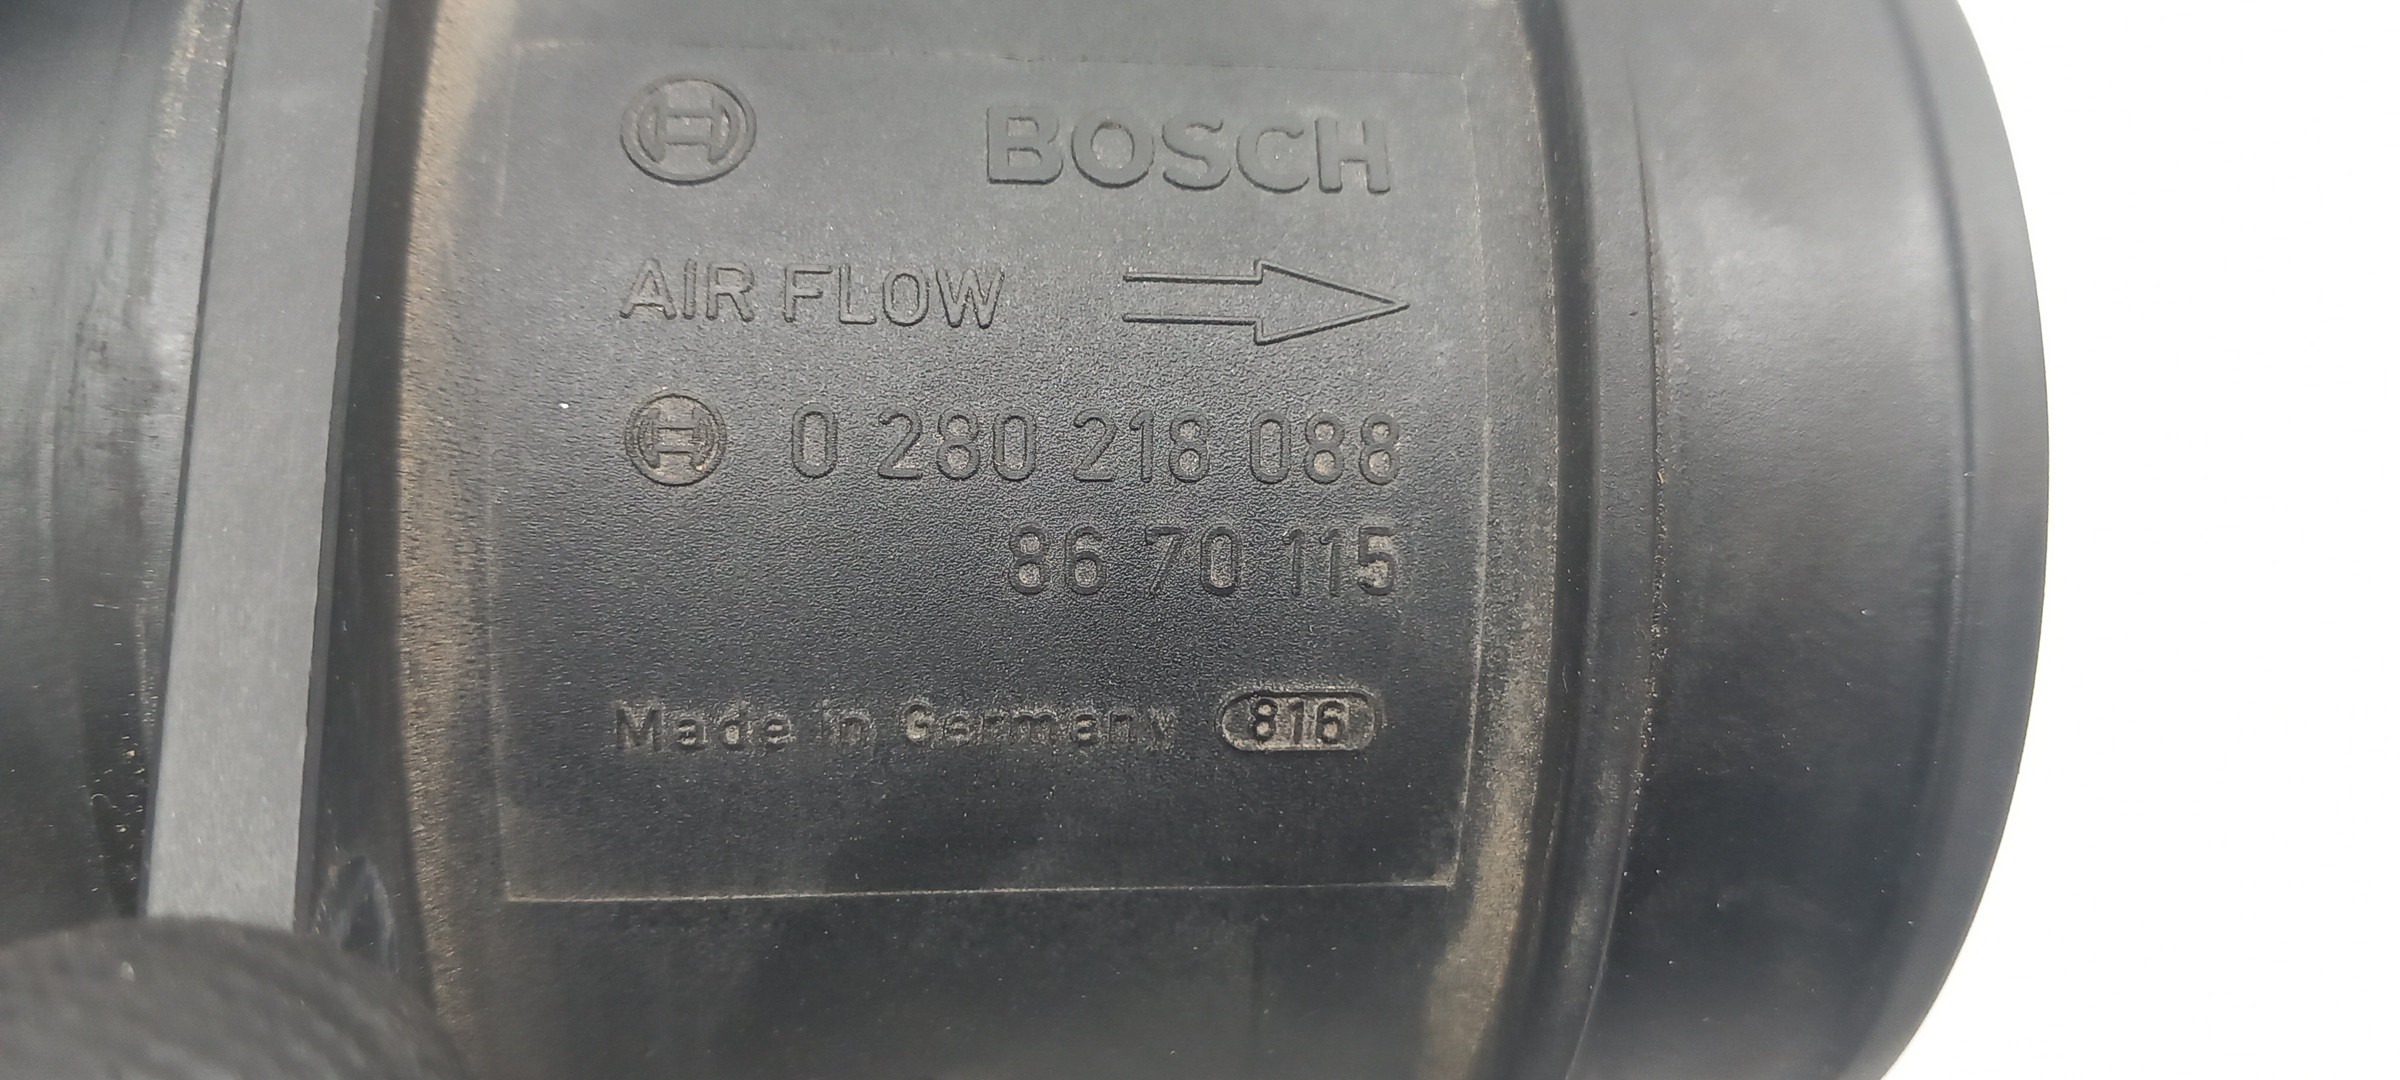 BOSCH
AIR FLOW
0 280 218 088
86 70 115
Made in Germany 816